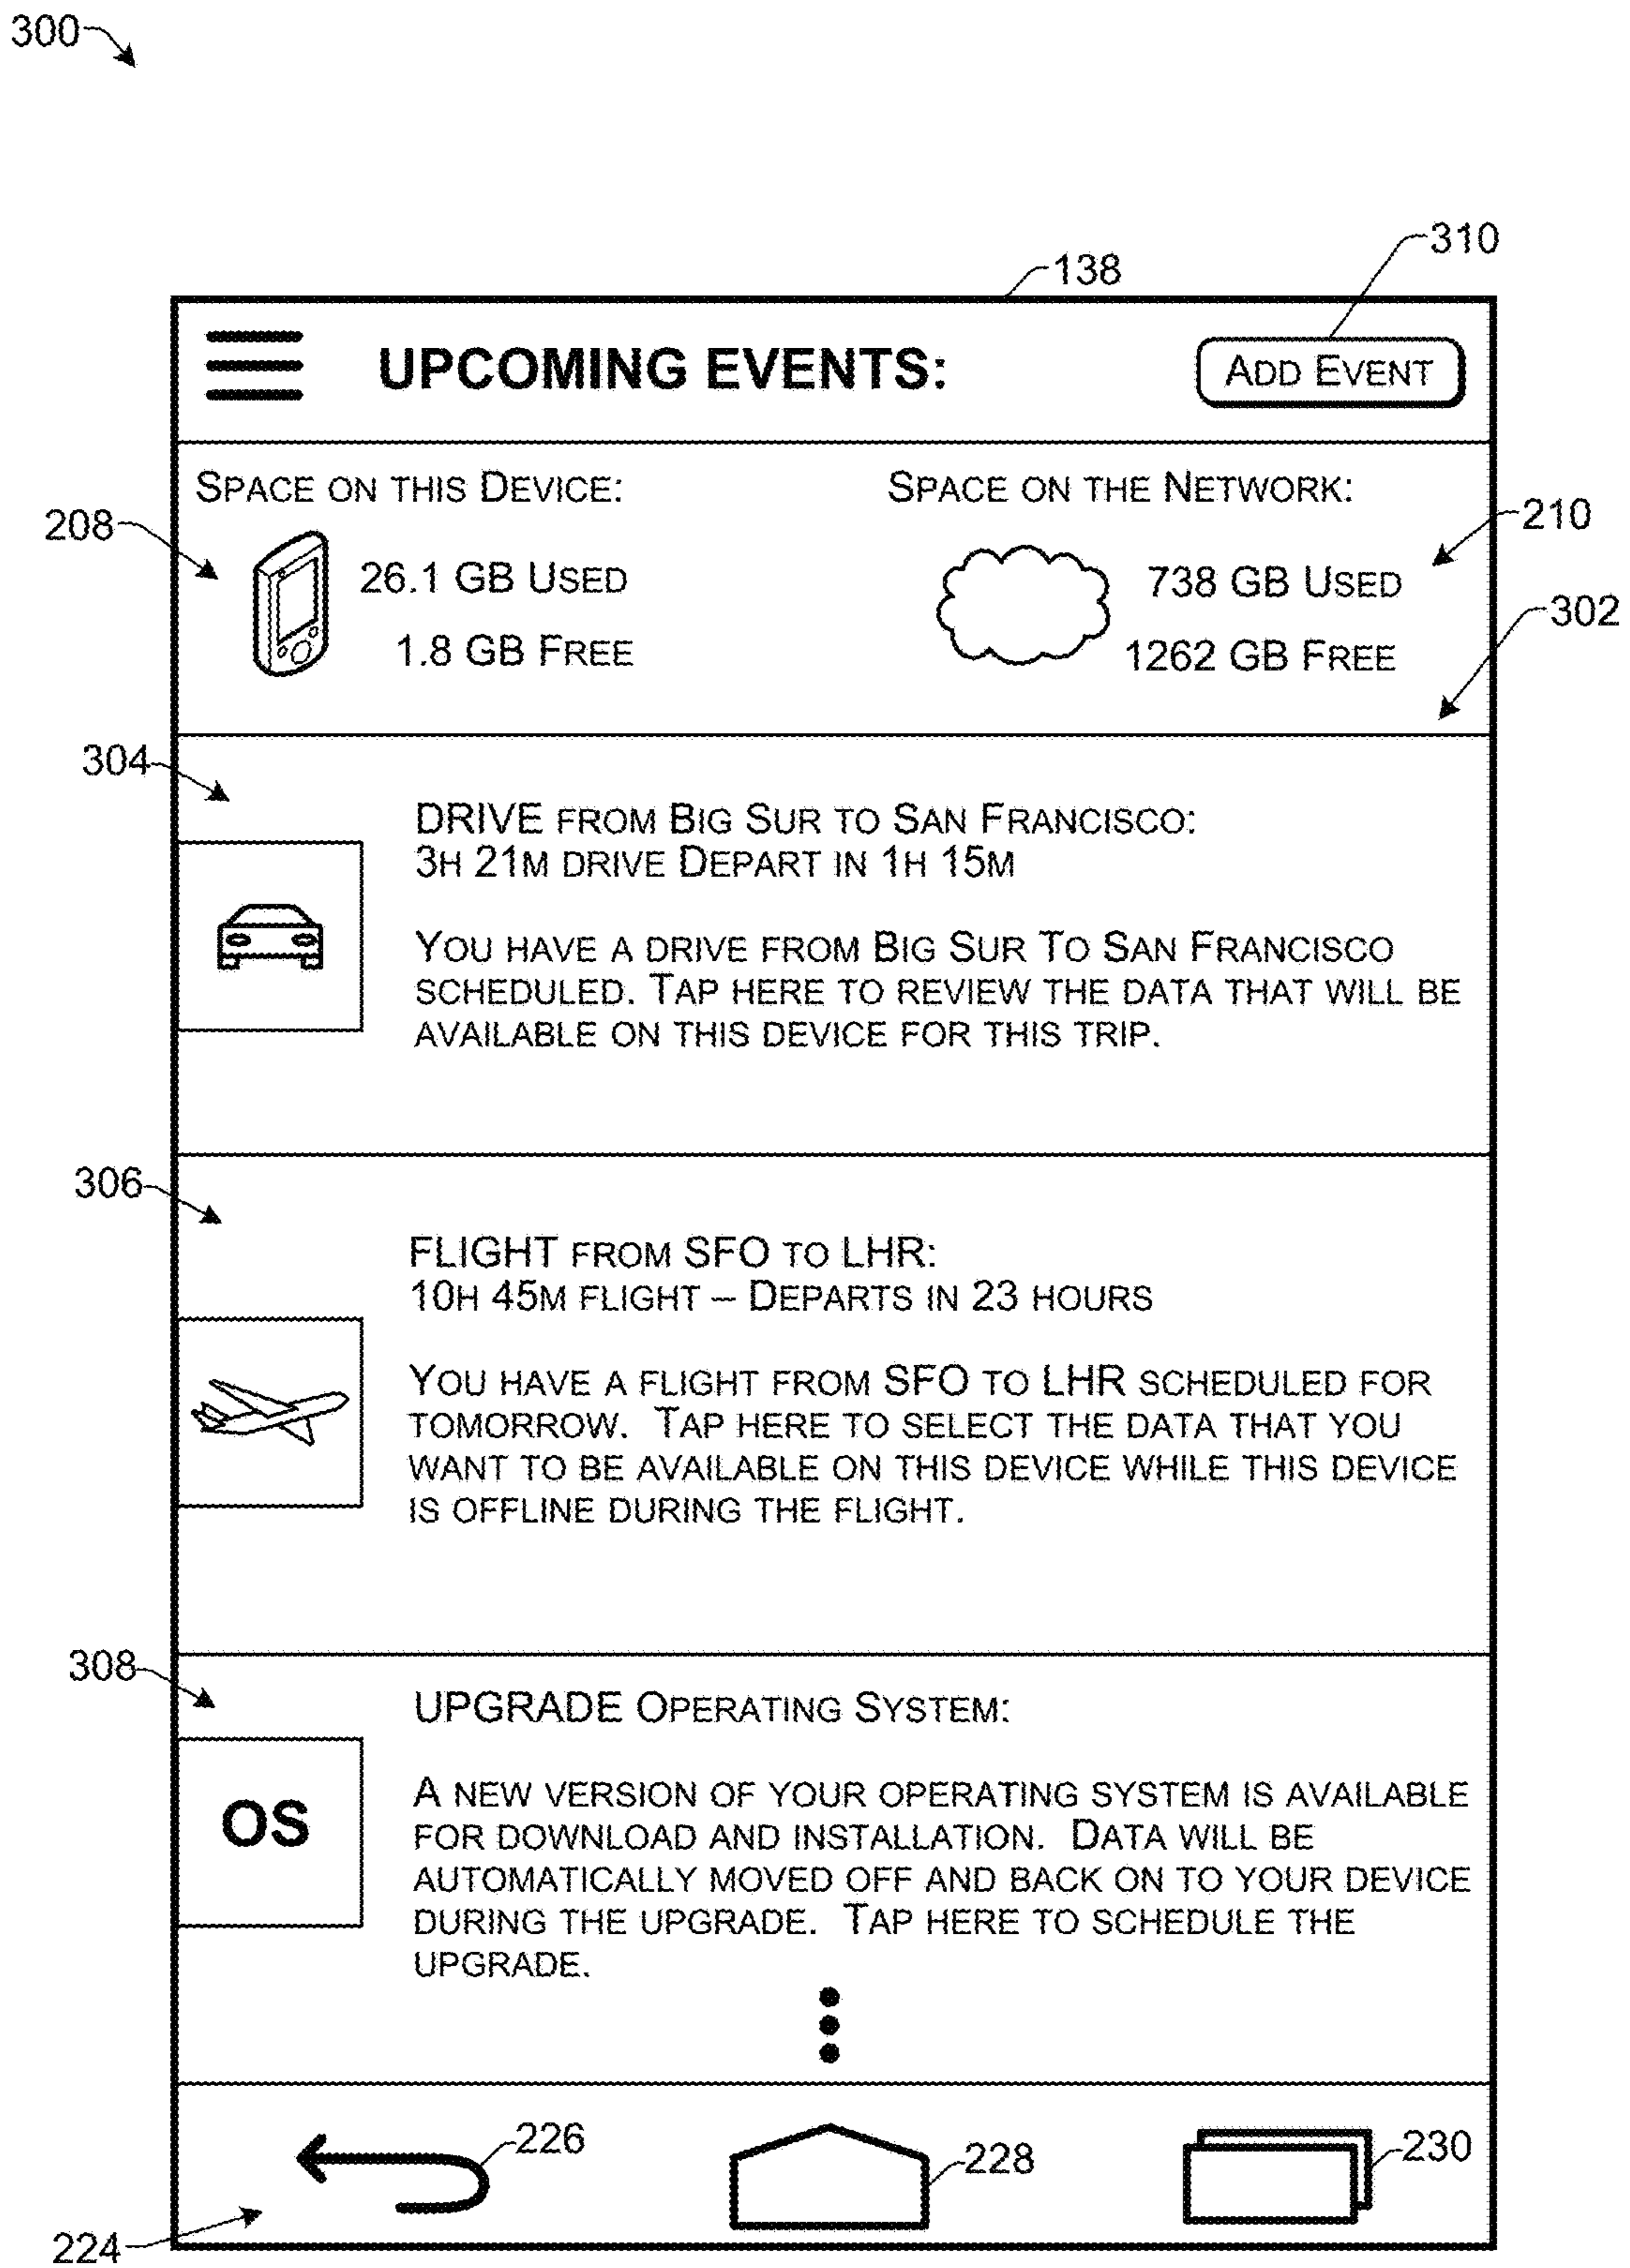 300
310
138
UPCOMING EVENTS:
ADD EVENT
SPACE ON THIS DEVICE:
SPACE ON THE NETWORK:
208
210
26.1 GB USED
738 GB USED
302
1.8 GB FREE
1262 GB FREE
304
DRIVE FROM BIG SUR TO SAN FRANCISCO:
3H 21M DRIVE DEPART IN 1H 15M
YOU HAVE A DRIVE FROM BIG SUR TO SAN FRANCISCO
SCHEDULED. TAP HERE TO REVIEW THE DATA THAT WILL BE
AVAILABLE ON THIS DEVICE FOR THIS TRIP.
306
FLIGHT FROM SFO TO LHR:
10H 45M FLIGHT – DEPARTS IN 23 HOURS
YOU HAVE A FLIGHT FROM SFO TO LHR SCHEDULED FOR
TOMORROW. TAP HERE TO SELECT THE DATA THAT YOU
WANT TO BE AVAILABLE ON THIS DEVICE WHILE THIS DEVICE
IS OFFLINE DURING THE FLIGHT.
308
UPGRADE OPERATING SYSTEM:
OS
A NEW VERSION OF YOUR OPERATING SYSTEM IS AVAILABLE
FOR DOWNLOAD AND INSTALLATION. DATA WILL BE
AUTOMATICALLY MOVED OFF AND BACK ON TO YOUR DEVICE
DURING THE UPGRADE. TAP HERE TO SCHEDULE THE
UPGRADE.
226
228
230
224